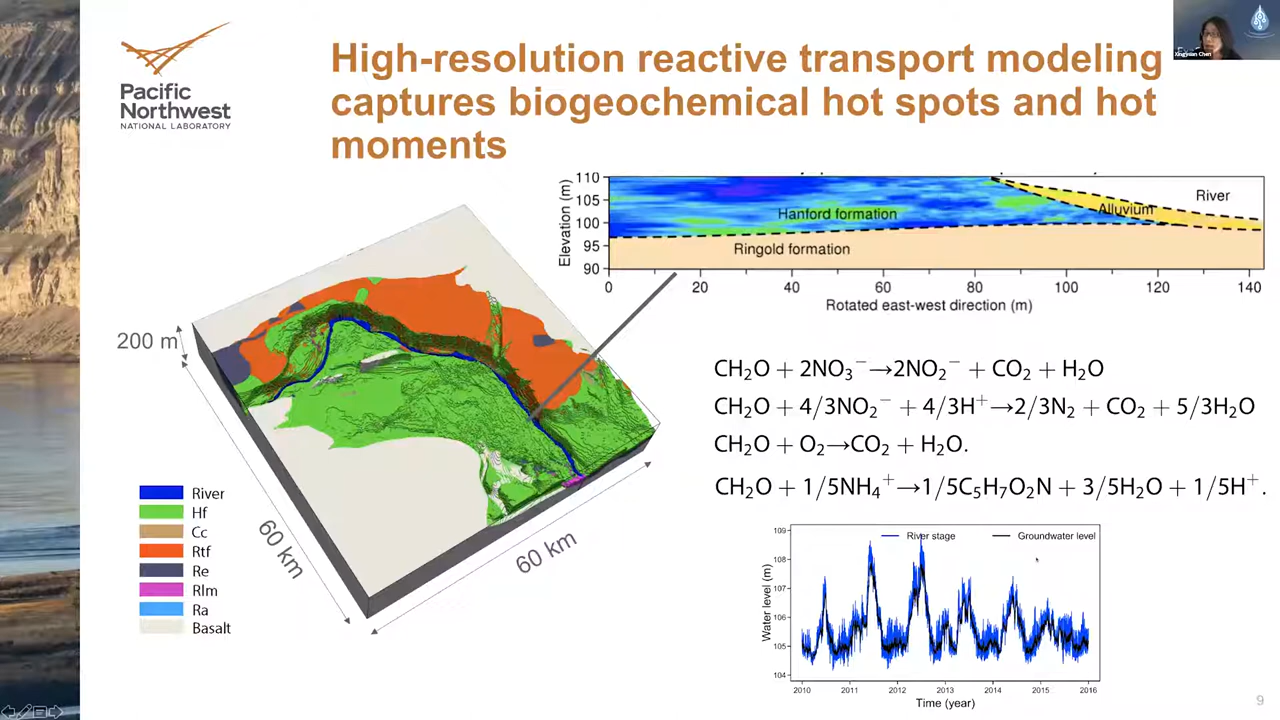 Pacific
Northwest
NATIONAL LABORATORY
High-resolution reactive transport modeling
captures biogeochemical hot spots and hot
moments
Xingyuan Chen
110
105
100
95
90
Elevation (m)
Hanford formation
Ringold formation
Alluvium
River
0 20 40 60 80 100 120 140
Rotated east-west direction (m)
200 m
60 km
60 km
River
Hf
Cc
Rtf
Re
Rlm
Ra
Basalt
CH₂O + 2NO₃⁻→2NO₂⁻ + CO₂ + H₂O
CH₂O + 4/3NO₂⁻ + 4/3H⁺→2/3N₂ + CO₂ + 5/3H₂O
CH₂O + O₂→CO₂ + H₂O.
CH₂O + 1/5NH₄⁺→1/5C₅H₇O₂N + 3/5H₂O + 1/5H⁺.
River stage Groundwater level
109
108
107
106
105
104
Water level (m)
2010 2011 2012 2013 2014 2015 2016
Time (year)
9